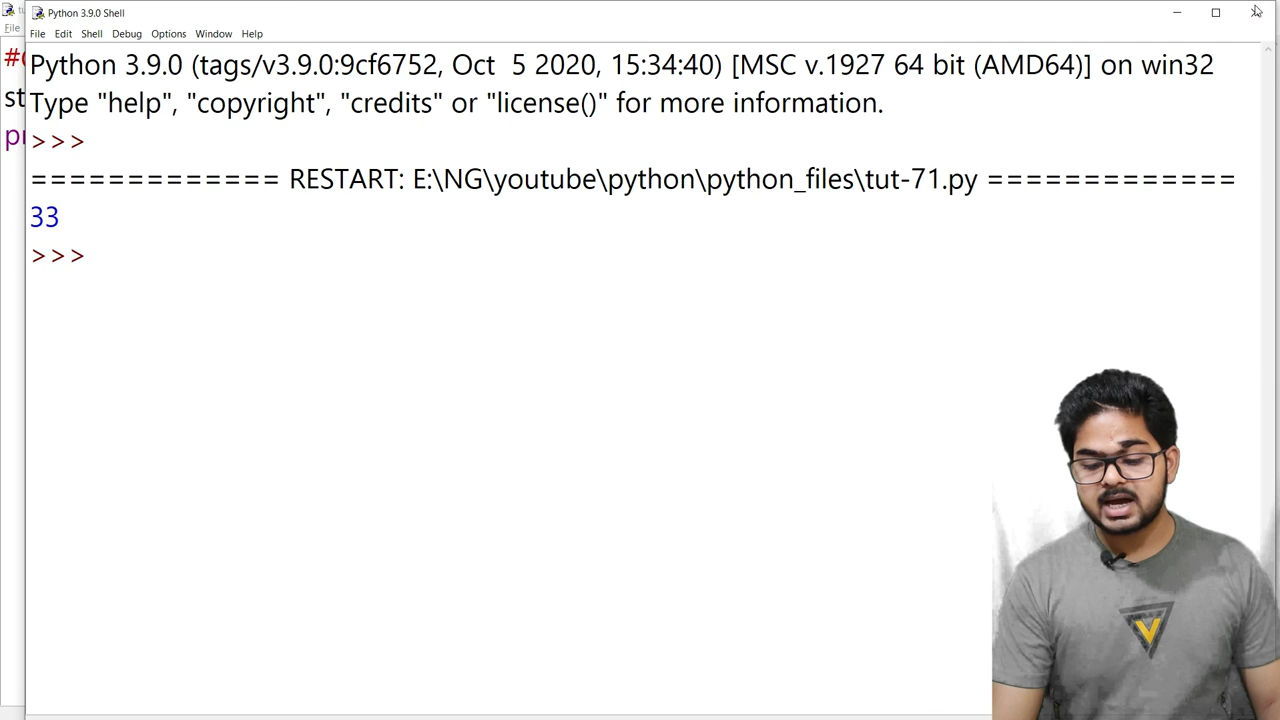 Python 3.9.0 Shell
File Edit Shell Debug Options Window Help
Python 3.9.0 (tags/v3.9.0:9cf6752, Oct  5 2020, 15:34:40) [MSC v.1927 64 bit (AMD64)] on win32
Type "help", "copyright", "credits" or "license()" for more information.
>>>
============= RESTART: E:\NG\youtube\python\python_files\tut-71.py =============
33
>>>
File
st
V